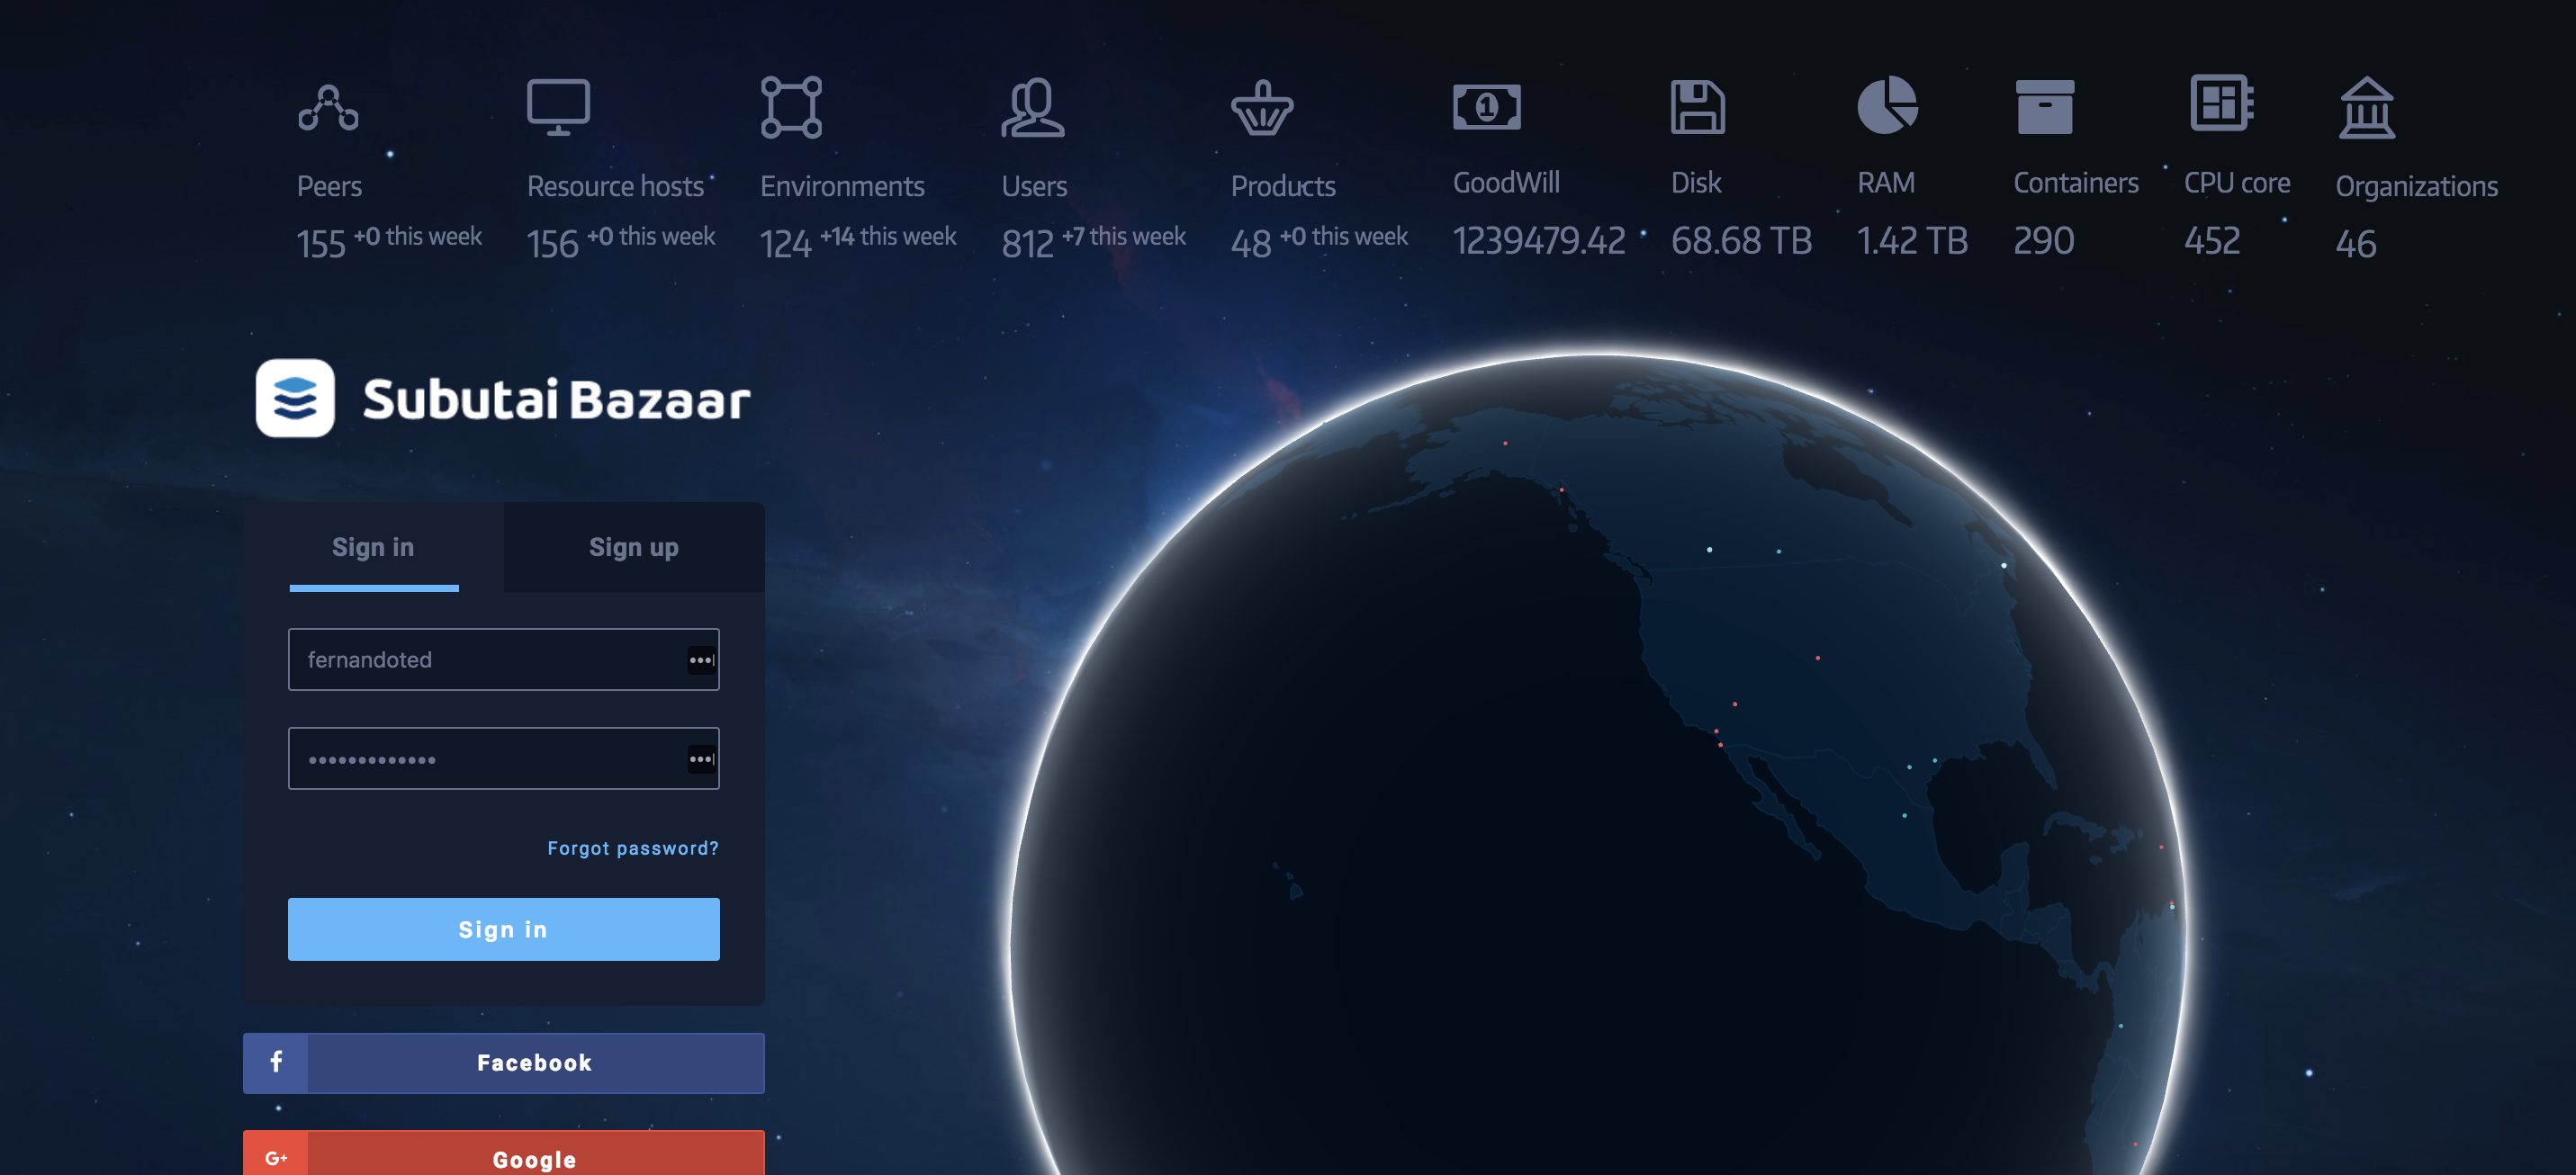 Peers
155 +0 this week
Resource hosts
156 +0 this week
Environments
124 +14 this week
Users
812 +7 this week
Products
48 +0 this week
GoodWill
1239479.42
Disk
68.68 TB
RAM
1.42 TB
Containers
290
CPU core
452
Organizations
46
Subutai Bazaar
Sign in
Sign up
fernandoted
•••••••••••••
Forgot password?
Sign in
f
Facebook
G+
Google